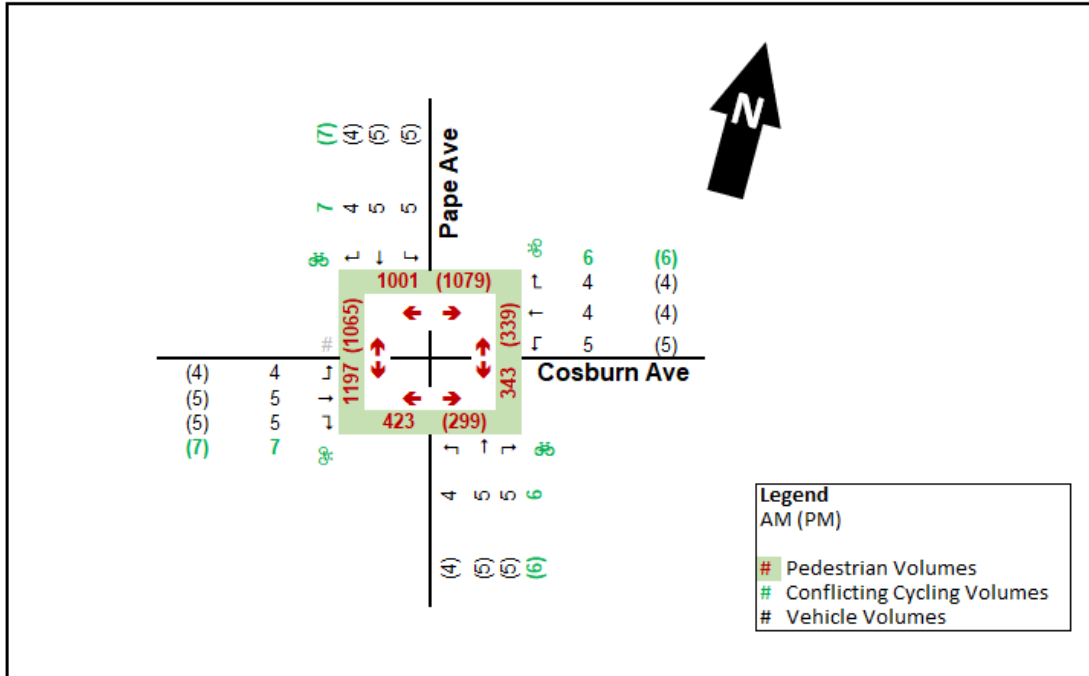 N
(7) (4) (5) (5)
Pape Ave
7 4 5 5
6 (6)
1001 (1079)
4 (4)
4 (4)
5 (5)
1197 (1065)
343 (339)
#
Cosburn Ave
(4) 4
(5) 5
(5) 5
(7) 7
423 (299)
4 5 5 6
(4) (5) (5) (6)
Legend
AM (PM)
# Pedestrian Volumes
# Conflicting Cycling Volumes
# Vehicle Volumes